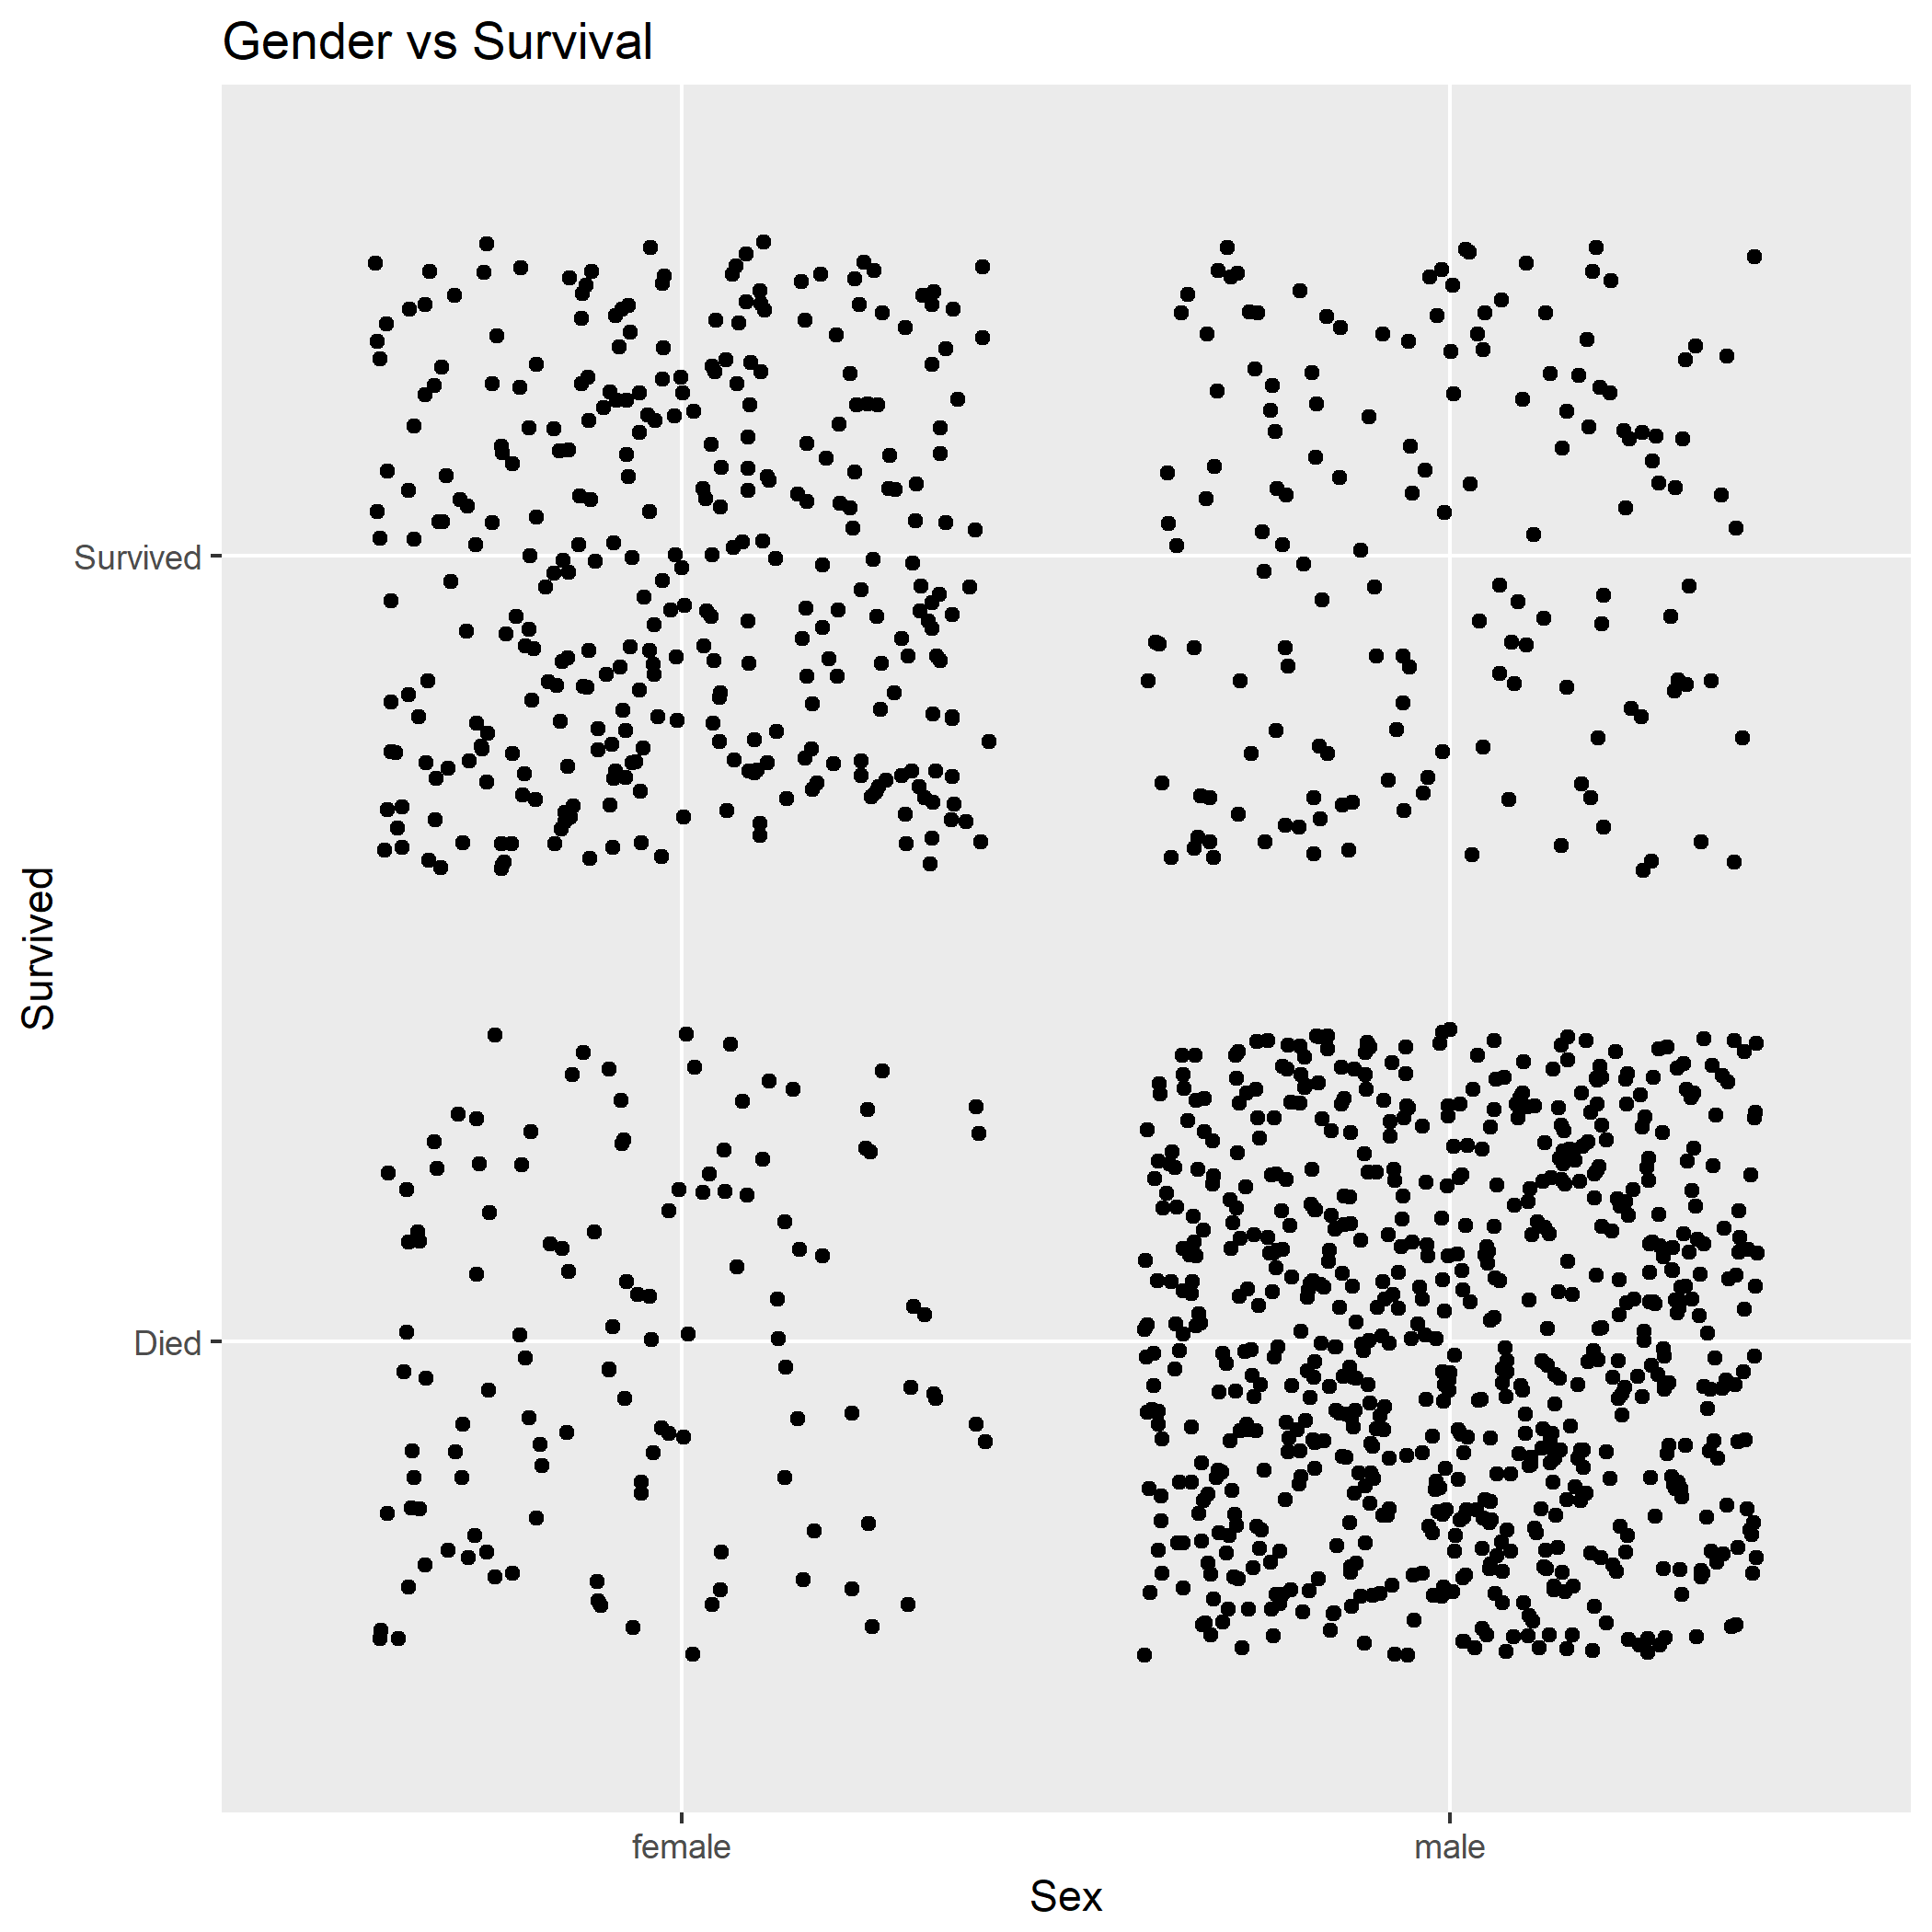 Gender vs Survival
Survived
Survived
Died
female
male
Sex